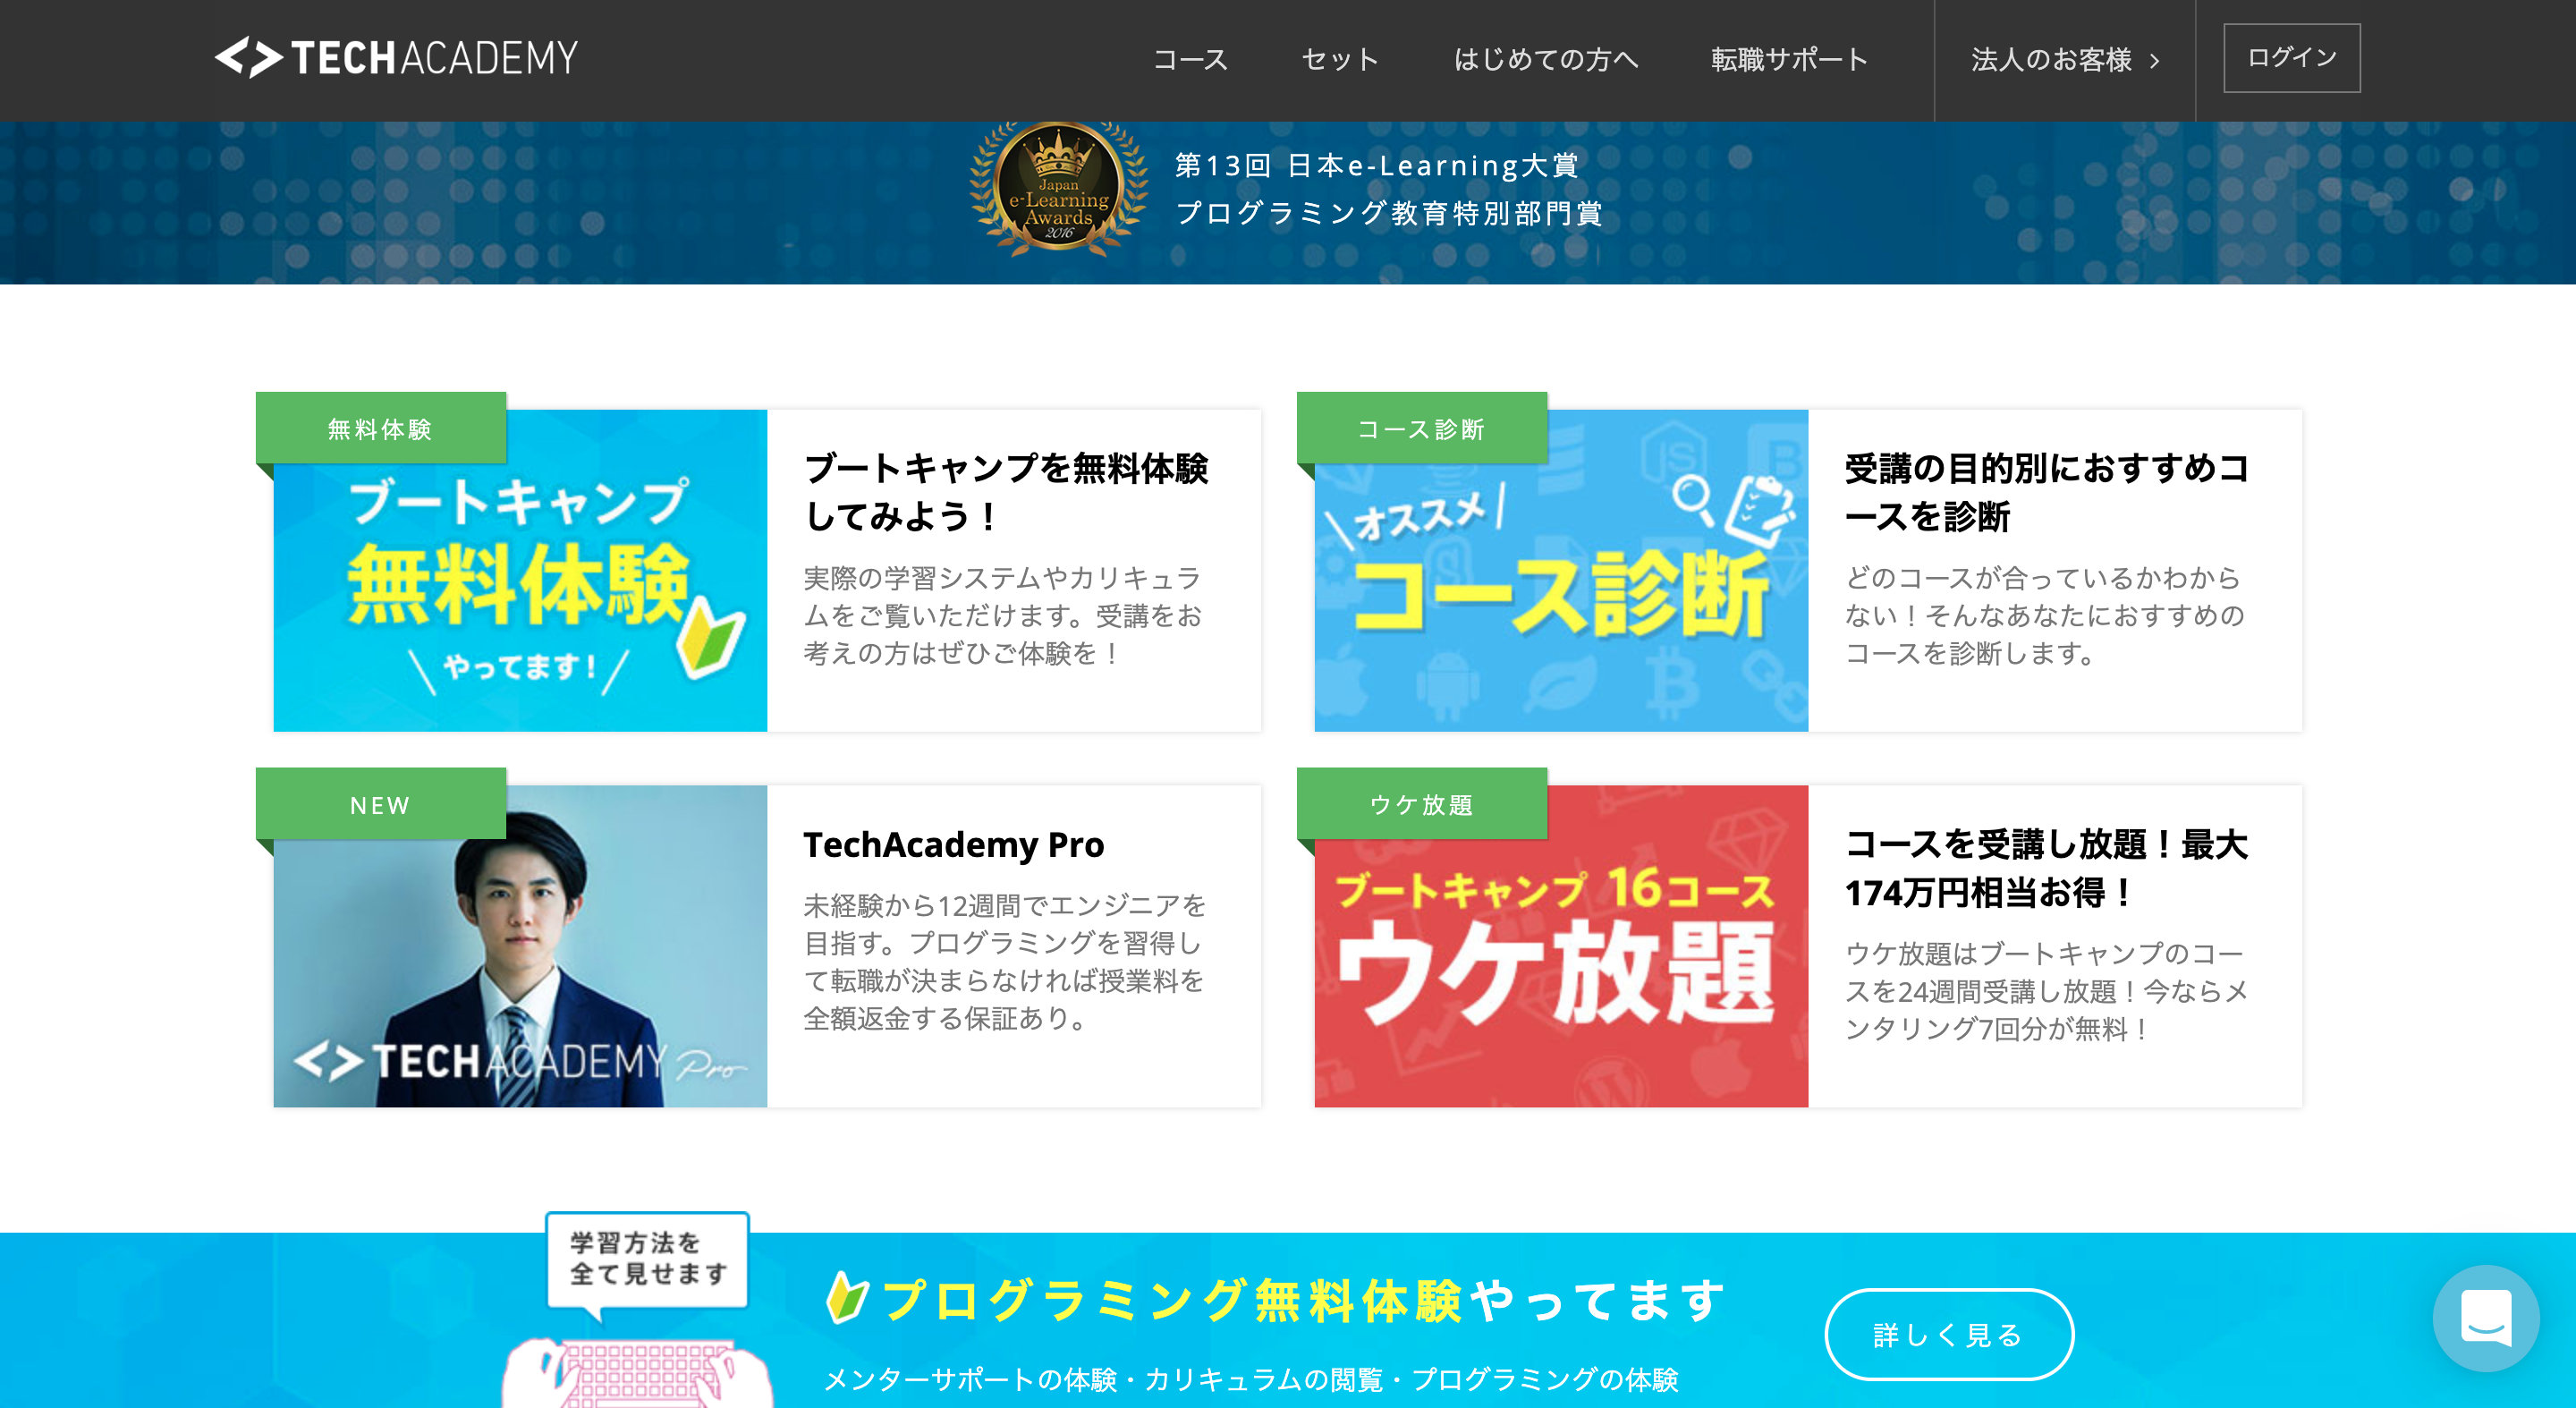 TECHACADEMY
コース
セット
はじめての方へ
転職サポート
法人のお客様
ログイン
Japan
e-Learning
Awards
2016
第13回 日本e-Learning大賞
プログラミング教育特別部門賞
無料体験
ブートキャンプ
無料体験
やってます!
ブートキャンプを無料体験
してみよう！
実際の学習システムやカリキュラ
ムをご覧いただけます。受講をお
考えの方はぜひご体験を！
コース診断
JS
B
オススメ
コース診断
受講の目的別におすすめコ
ースを診断
どのコースが合っているかわから
ない！そんなあなたにおすすめの
コースを診断します。
NEW
TECHACADEMY Pro
TechAcademy Pro
未経験から12週間でエンジニアを
目指す。プログラミングを習得し
て転職が決まらなければ授業料を
全額返金する保証あり。
ウケ放題
ブートキャンプ 16コース
ウケ放題
コースを受講し放題！最大
174万円相当お得！
ウケ放題はブートキャンプのコー
スを24週間受講し放題！今ならメ
ンタリング7回分が無料！
学習方法を
全て見せます
プログラミング無料体験やってます
メンターサポートの体験・カリキュラムの閲覧・プログラミングの体験
詳しく見る